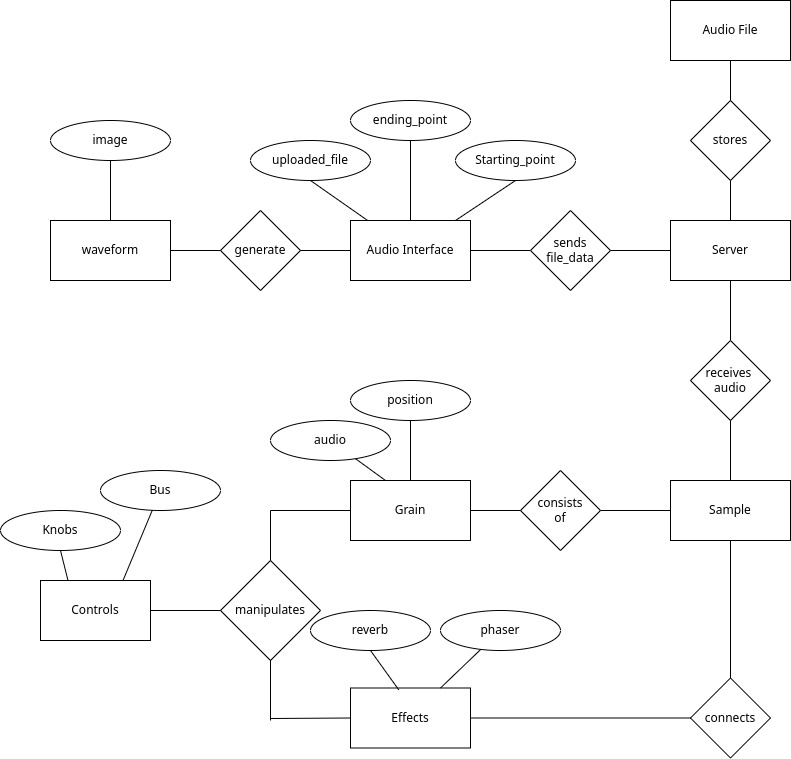 Audio File
ending_point
image
uploaded_file
Starting_point
stores
waveform
generate
Audio Interface
sends
file_data
Server
receives
audio
position
audio
Bus
Knobs
Grain
consists
of
Sample
Controls
manipulates
reverb
phaser
Effects
connects